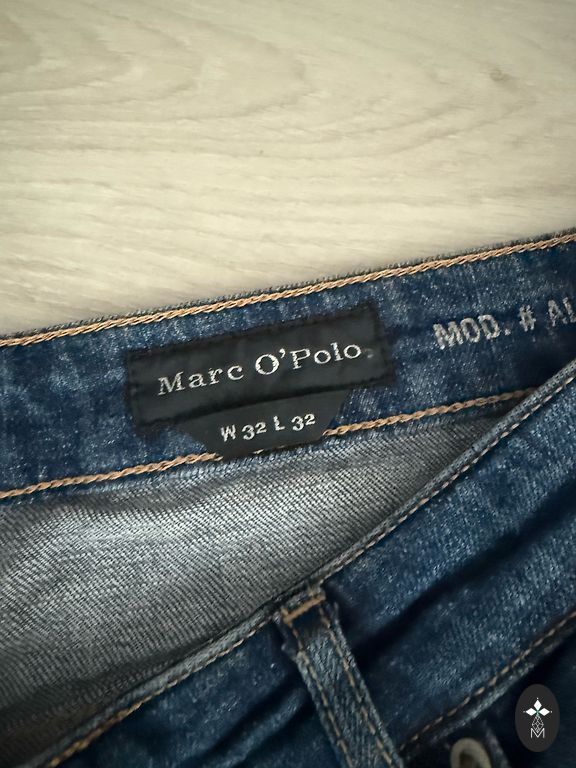 Marc O'Polo
W 32 L 32
MOD. # AL
M